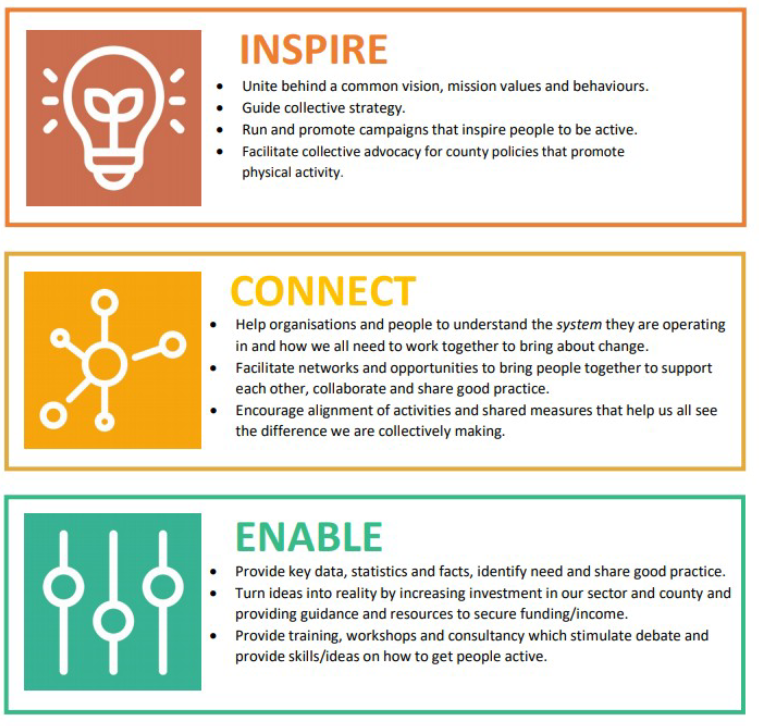 INSPIRE
• Unite behind a common vision, mission values and behaviours.
• Guide collective strategy.
• Run and promote campaigns that inspire people to be active.
• Facilitate collective advocacy for county policies that promote
physical activity.
CONNECT
• Help organisations and people to understand the system they are operating
in and how we all need to work together to bring about change.
• Facilitate networks and opportunities to bring people together to support
each other, collaborate and share good practice.
• Encourage alignment of activities and shared measures that help us all see
the difference we are collectively making.
ENABLE
• Provide key data, statistics and facts, identify need and share good practice.
• Turn ideas into reality by increasing investment in our sector and county and
providing guidance and resources to secure funding/income.
• Provide training, workshops and consultancy which stimulate debate and
provide skills/ideas on how to get people active.